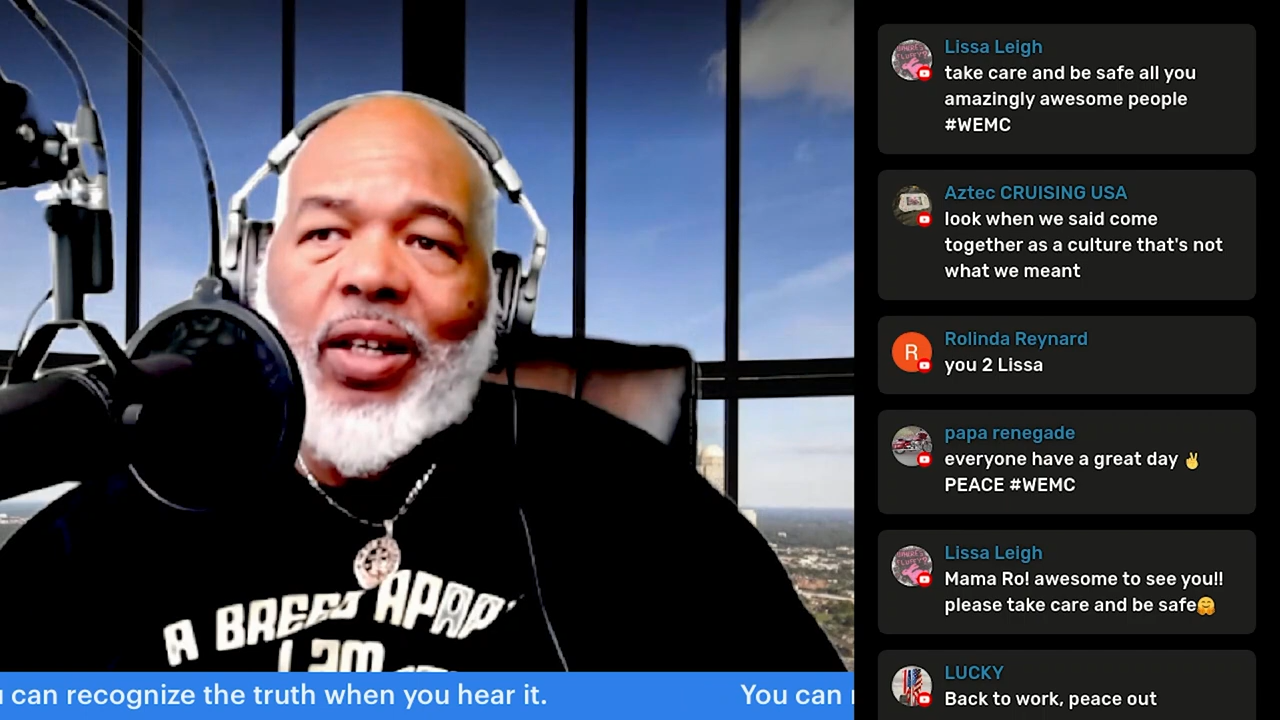 A BREED APART
I am
can recognize the truth when you hear it.
You can
Lissa Leigh
take care and be safe all you
amazingly awesome people
#WEMC
Aztec CRUISING USA
look when we said come
together as a culture that's not
what we meant
R
Rolinda Reynard
you 2 Lissa
papa renegade
everyone have a great day ✌
PEACE #WEMC
Lissa Leigh
Mama Ro! awesome to see you!!
please take care and be safe🤗
LUCKY
Back to work, peace out